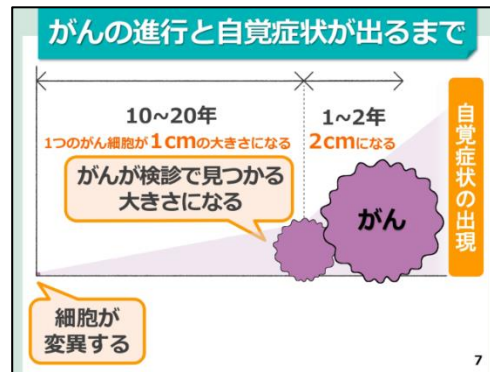 がんの進行と自覚症状が出るまで
10~20年
1つのがん細胞が1cmの大きさになる
1~2年
2cmになる
がんが検診で見つかる
大きさになる
がん
自覚症状の出現
細胞が
変異する
7